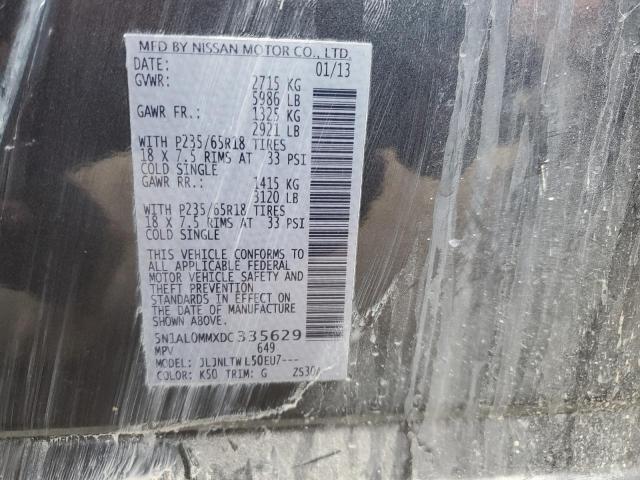 MFD BY NISSAN MOTOR CO., LTD.
DATE: 01/13
GVWR: 2715 KG
5986 LB
GAWR FR.: 1325 KG
2921 LB
WITH P235/65R18 TIRES
18 X 7.5 RIMS AT 33 PSI
COLD SINGLE
GAWR RR.: 1415 KG
3120 LB
WITH P235/65R18 TIRES
18 X 7.5 RIMS AT 33 PSI
COLD SINGLE
THIS VEHICLE CONFORMS TO
ALL APPLICABLE FEDERAL
MOTOR VEHICLE SAFETY AND
THEFT PREVENTION
STANDARDS IN EFFECT ON
THE DATE OF MANUFACTURE
SHOWN ABOVE.
5N1AL0MMXDC335629
MPV 649
MODEL: JLJNLTWL50EU7---
COLOR: K50 TRIM: G ZS30/